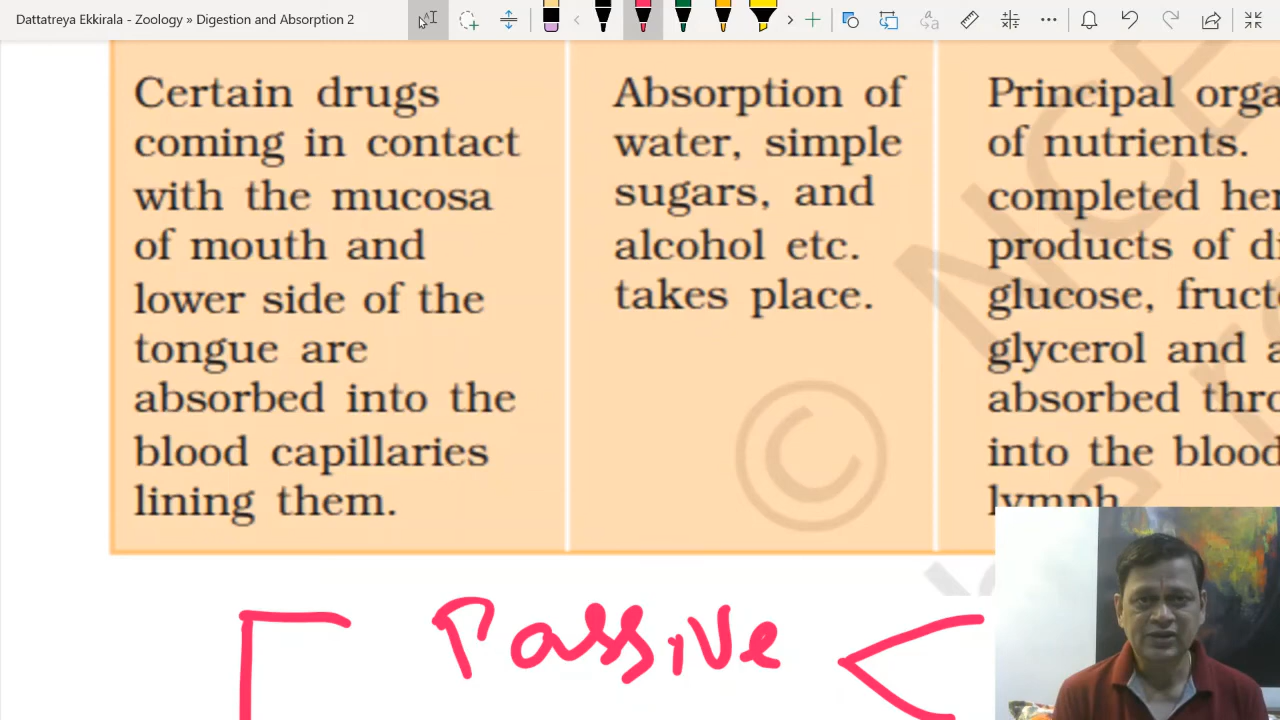 Dattatreya Ekkirala - Zoology » Digestion and Absorption 2
Certain drugs
coming in contact
with the mucosa
of mouth and
lower side of the
tongue are
absorbed into the
blood capillaries
lining them.
Absorption of
water, simple
sugars, and
alcohol etc.
takes place.
Principal orga
of nutrients.
completed her
products of di
glucose, fructo
glycerol and a
absorbed thro
into the blood
lymph
Passive